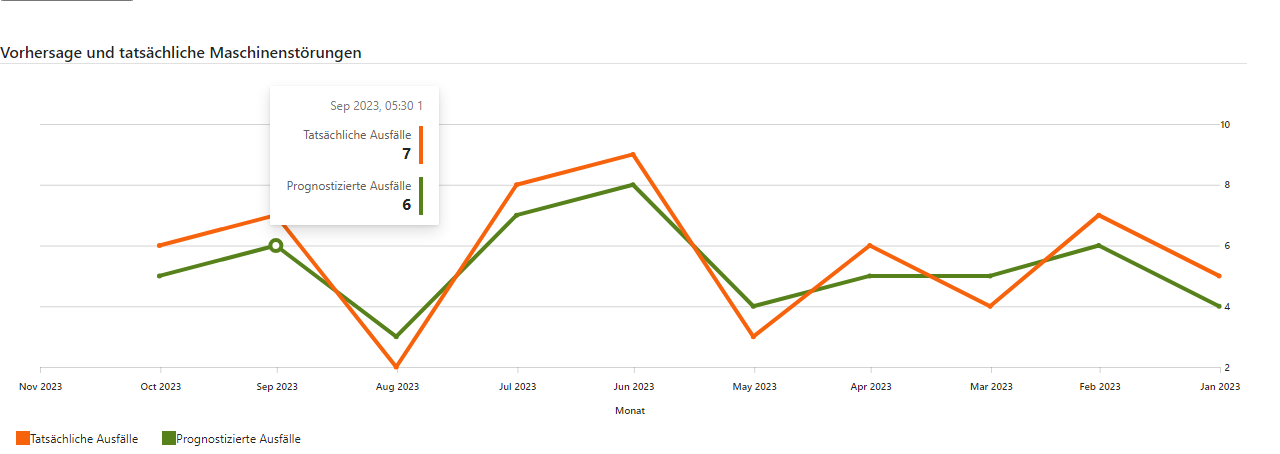 Vorhersage und tatsächliche Maschinenstörungen
Sep 2023, 05:30 1
Tatsächliche Ausfälle
7
Prognostizierte Ausfälle
6
10
8
6
4
2
Nov 2023
Oct 2023
Sep 2023
Aug 2023
Jul 2023
Jun 2023
May 2023
Apr 2023
Mar 2023
Feb 2023
Jan 2023
Monat
Tatsächliche Ausfälle
Prognostizierte Ausfälle